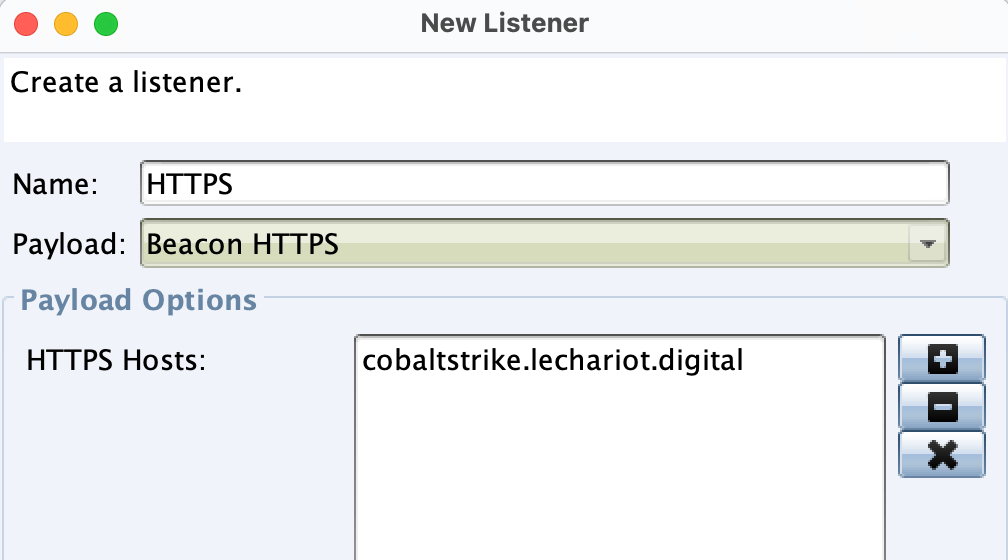 New Listener
Create a listener.
Name: HTTPS
Payload: Beacon HTTPS
Payload Options
HTTPS Hosts: cobaltstrike.lechariot.digital